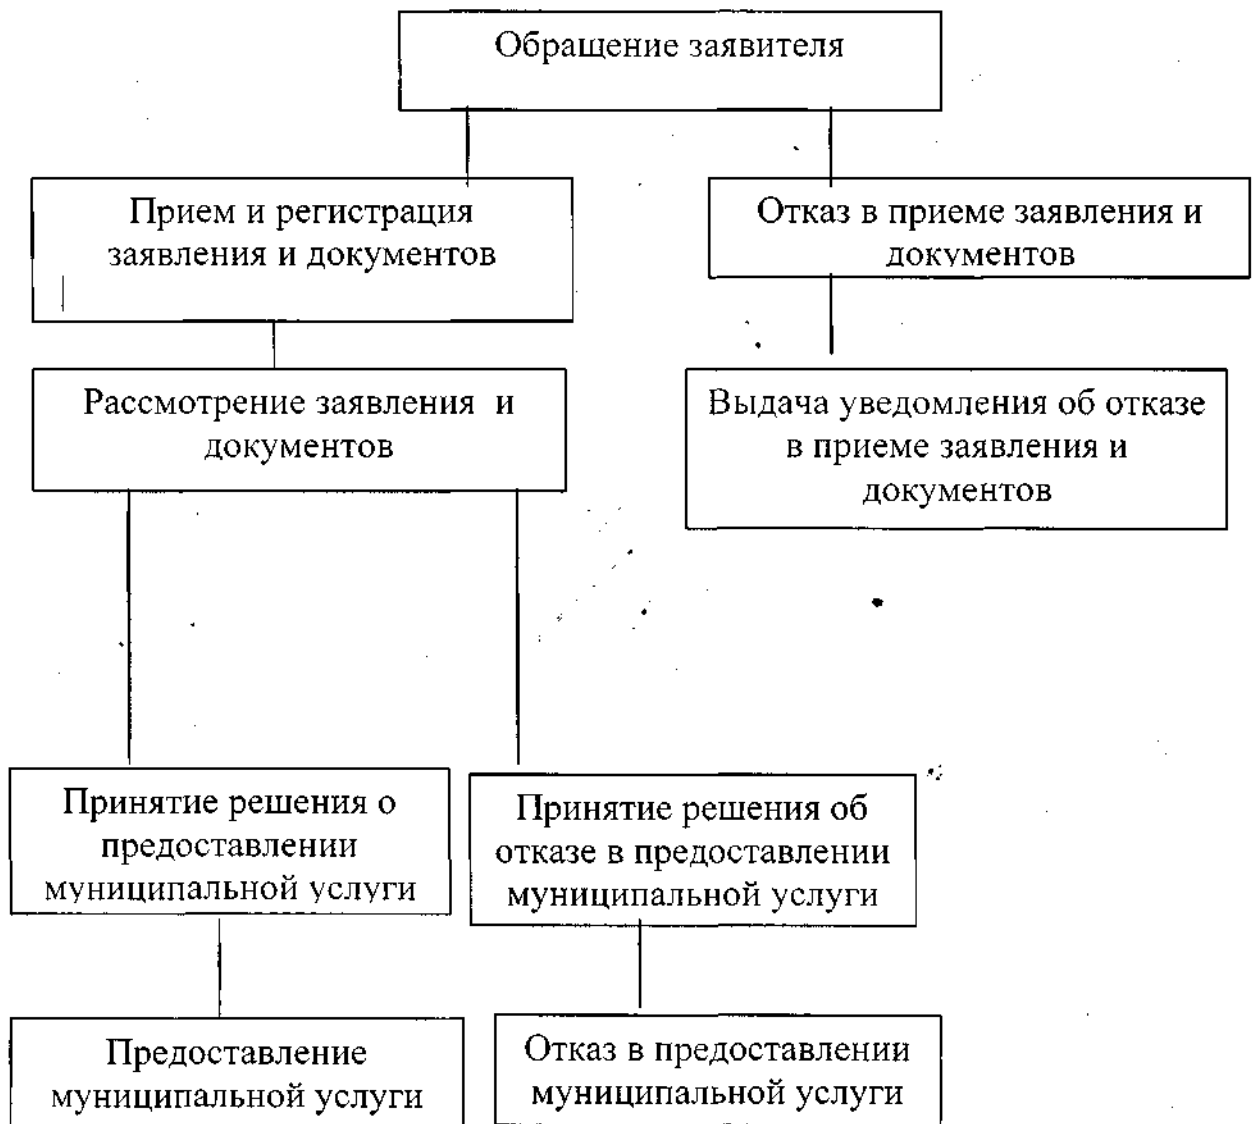 Обращение заявителя
Прием и регистрация
заявления и документов
Отказ в приеме заявления и
документов
Рассмотрение заявления и
документов
Выдача уведомления об отказе
в приеме заявления и
документов
Принятие решения о
предоставлении
муниципальной услуги
Принятие решения об
отказе в предоставлении
муниципальной услуги
Предоставление
муниципальной услуги
Отказ в предоставлении
муниципальной услуги